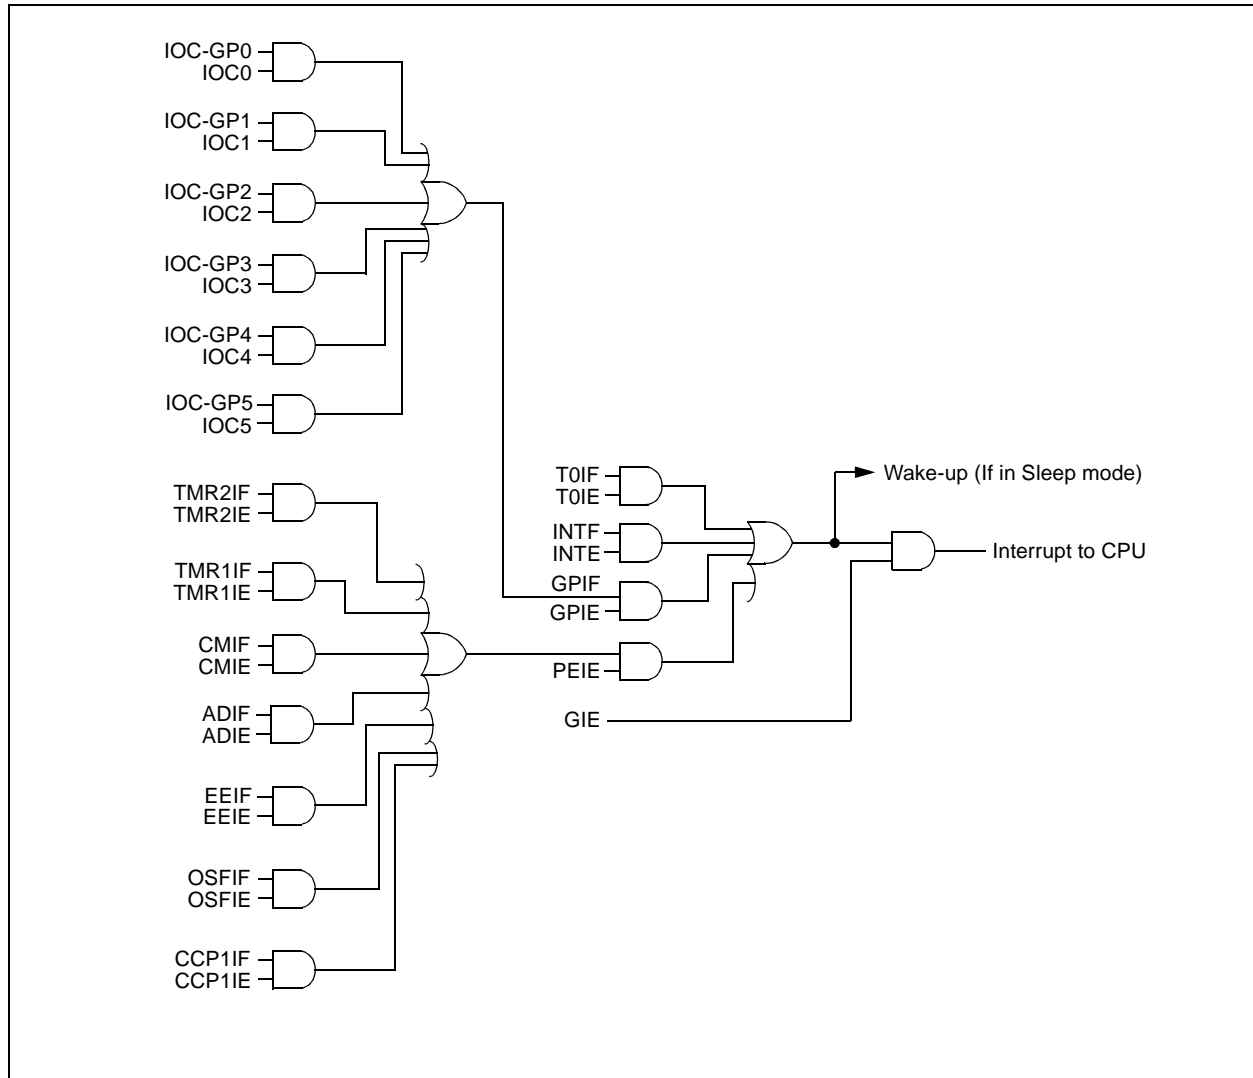 IOC-GP0
IOC0
IOC-GP1
IOC1
IOC-GP2
IOC2
IOC-GP3
IOC3
IOC-GP4
IOC4
IOC-GP5
IOC5
TMR2IF
TMR2IE
TMR1IF
TMR1IE
CMIF
CMIE
ADIF
ADIE
EEIF
EEIE
OSFIF
OSFIE
CCP1IF
CCP1IE
T0IF
T0IE
INTF
INTE
GPIF
GPIE
PEIE
GIE
Wake-up (If in Sleep mode)
Interrupt to CPU